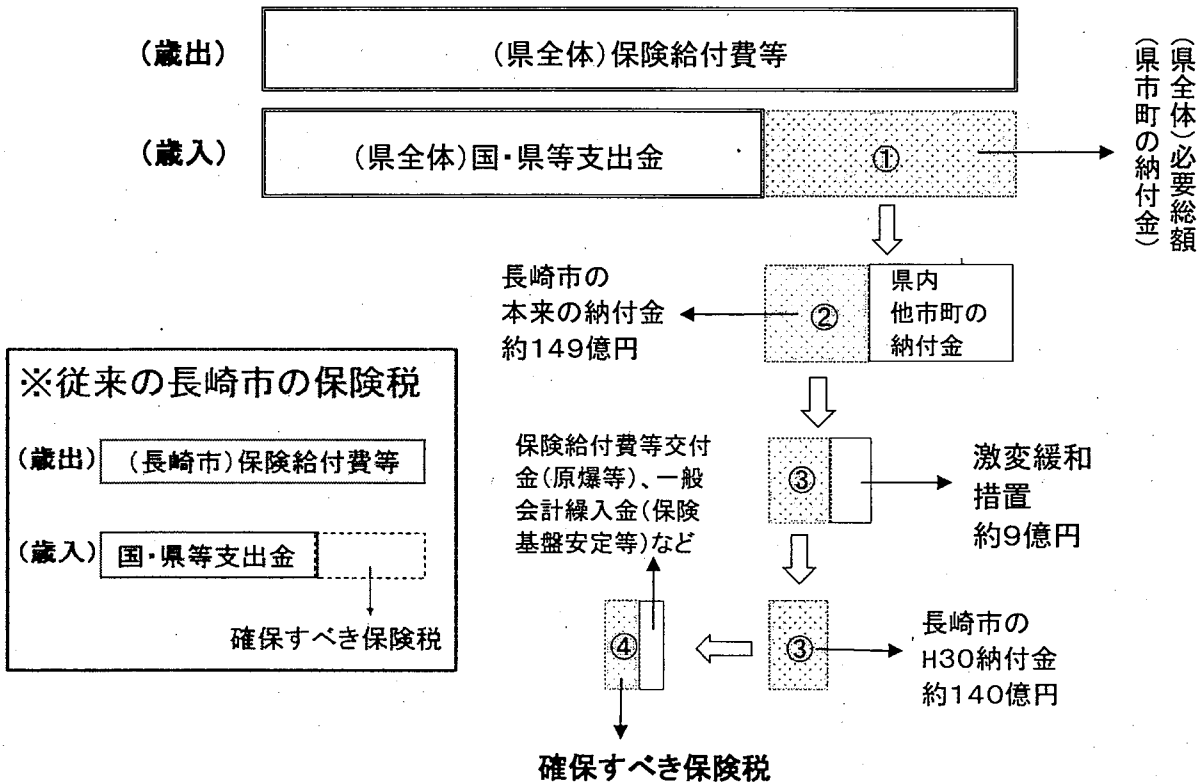 (歳出)
(県全体)保険給付費等
(歳入)
(県全体)国・県等支出金
①
(県全体)必要総額
(県市町の納付金)
長崎市の
本来の納付金
約149億円
②
県内
他市町の
納付金
※従来の長崎市の保険税
(歳出)
(長崎市)保険給付費等
(歳入)
国・県等支出金
確保すべき保険税
保険給付費等交付
金(原爆等)、一般
会計繰入金(保険
基盤安定等)など
③
激変緩和
措置
約9億円
④
③
長崎市の
H30納付金
約140億円
確保すべき保険税